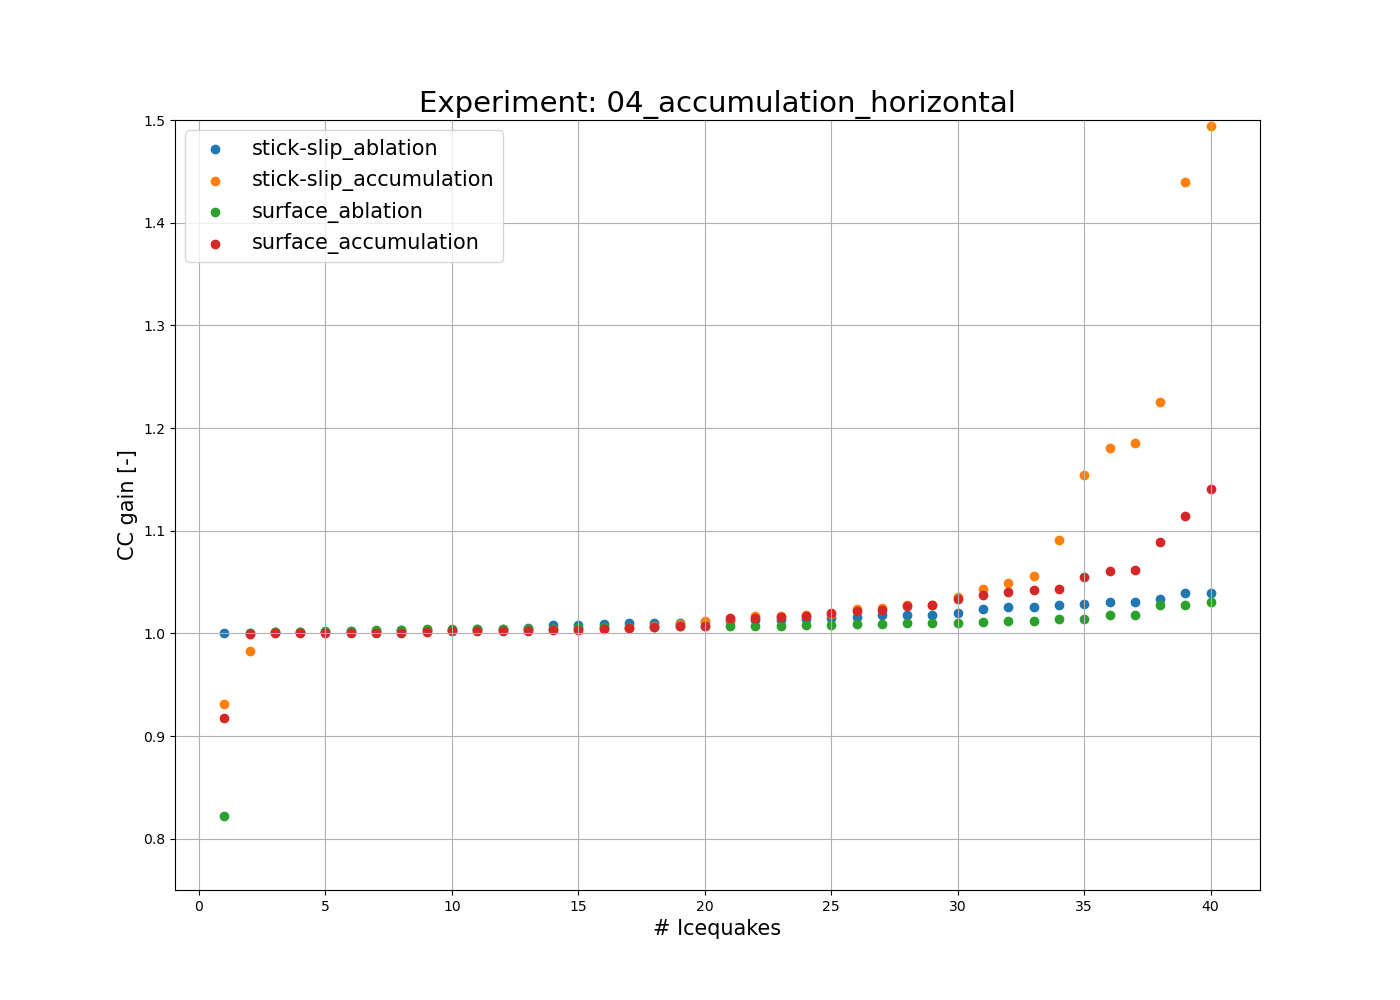 Experiment: 04_accumulation_horizontal
1.5
stick-slip_ablation
stick-slip_accumulation
surface_ablation
surface_accumulation
1.4
1.3
1.2
1.1
1.0
0.9
0.8
CC gain [-]
0 5 10 15 20 25 30 35 40
# Icequakes